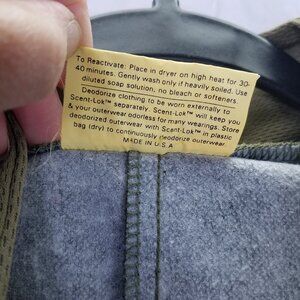 To Reactivate: Place in dryer on high heat for 30-
40 minutes. Gently wash only if heavily soiled. Use
diluted soap solution, no bleach or softeners.
Deodorize clothing to be worn externally to
Scent-Lok™ separately. Scent-Lok™ will keep you
& your outerwear odorless for many wearings. Store
deodorized outerwear with Scent-Lok™ in plastic
bag (dry) to continuously deodorize outerwear.
MADE IN U.S.A